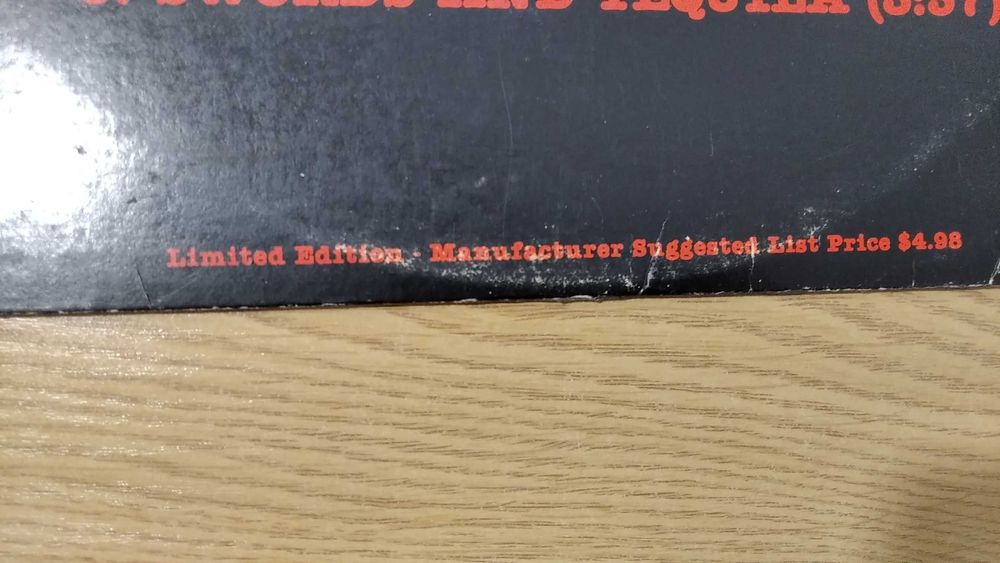 SWORDS AND TEQUILA (3:37)
Limited Edition - Manufacturer Suggested List Price $4.98